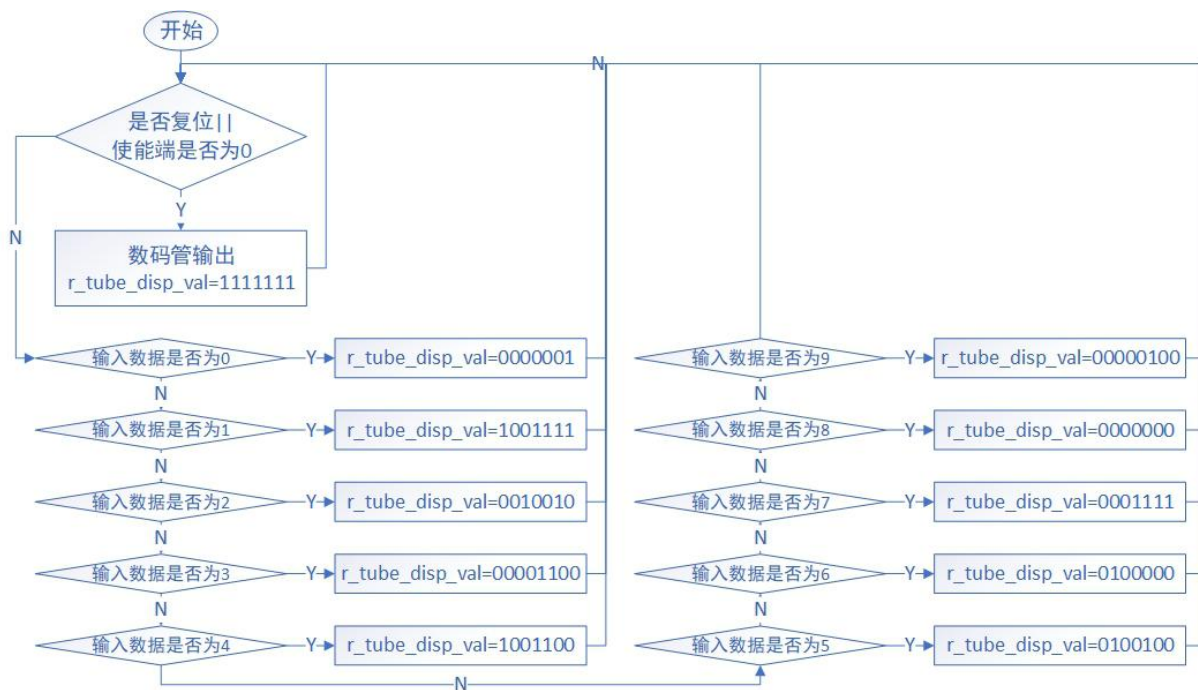 开始
N
是否复位||
使能端是否为0
Y
N
数码管输出
r_tube_disp_val=1111111
输入数据是否为0
Y
r_tube_disp_val=0000001
N
输入数据是否为1
Y
r_tube_disp_val=1001111
N
输入数据是否为2
Y
r_tube_disp_val=0010010
N
输入数据是否为3
Y
r_tube_disp_val=00001100
N
输入数据是否为4
Y
r_tube_disp_val=1001100
N
输入数据是否为9
Y
r_tube_disp_val=00000100
N
输入数据是否为8
Y
r_tube_disp_val=0000000
N
输入数据是否为7
Y
r_tube_disp_val=0001111
N
输入数据是否为6
Y
r_tube_disp_val=0100000
N
输入数据是否为5
Y
r_tube_disp_val=0100100